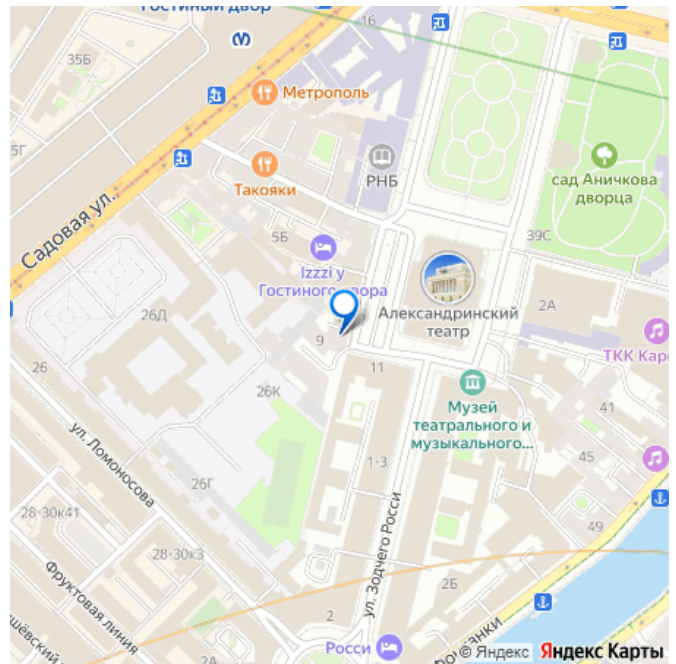 Гостиный двор
16
35Б
Метрополь
5Г
РНБ
Такояки
сад Аничкова
дворца
Садовая ул.
5Б
39С
Izzzi у
Гостиного двора
2А
26Д
Александринский
театр
9
ТКК Кар
11
26
26К
Музей
театрального и
музыкального...
41
ул. Ломоносова
1-3
45
26Г
28-30к41
49
ул. Зодчего Росси
28-30к3
Фруктовая линия
2Б
2
Росси
© Яндекс Яндекс Карты
2А